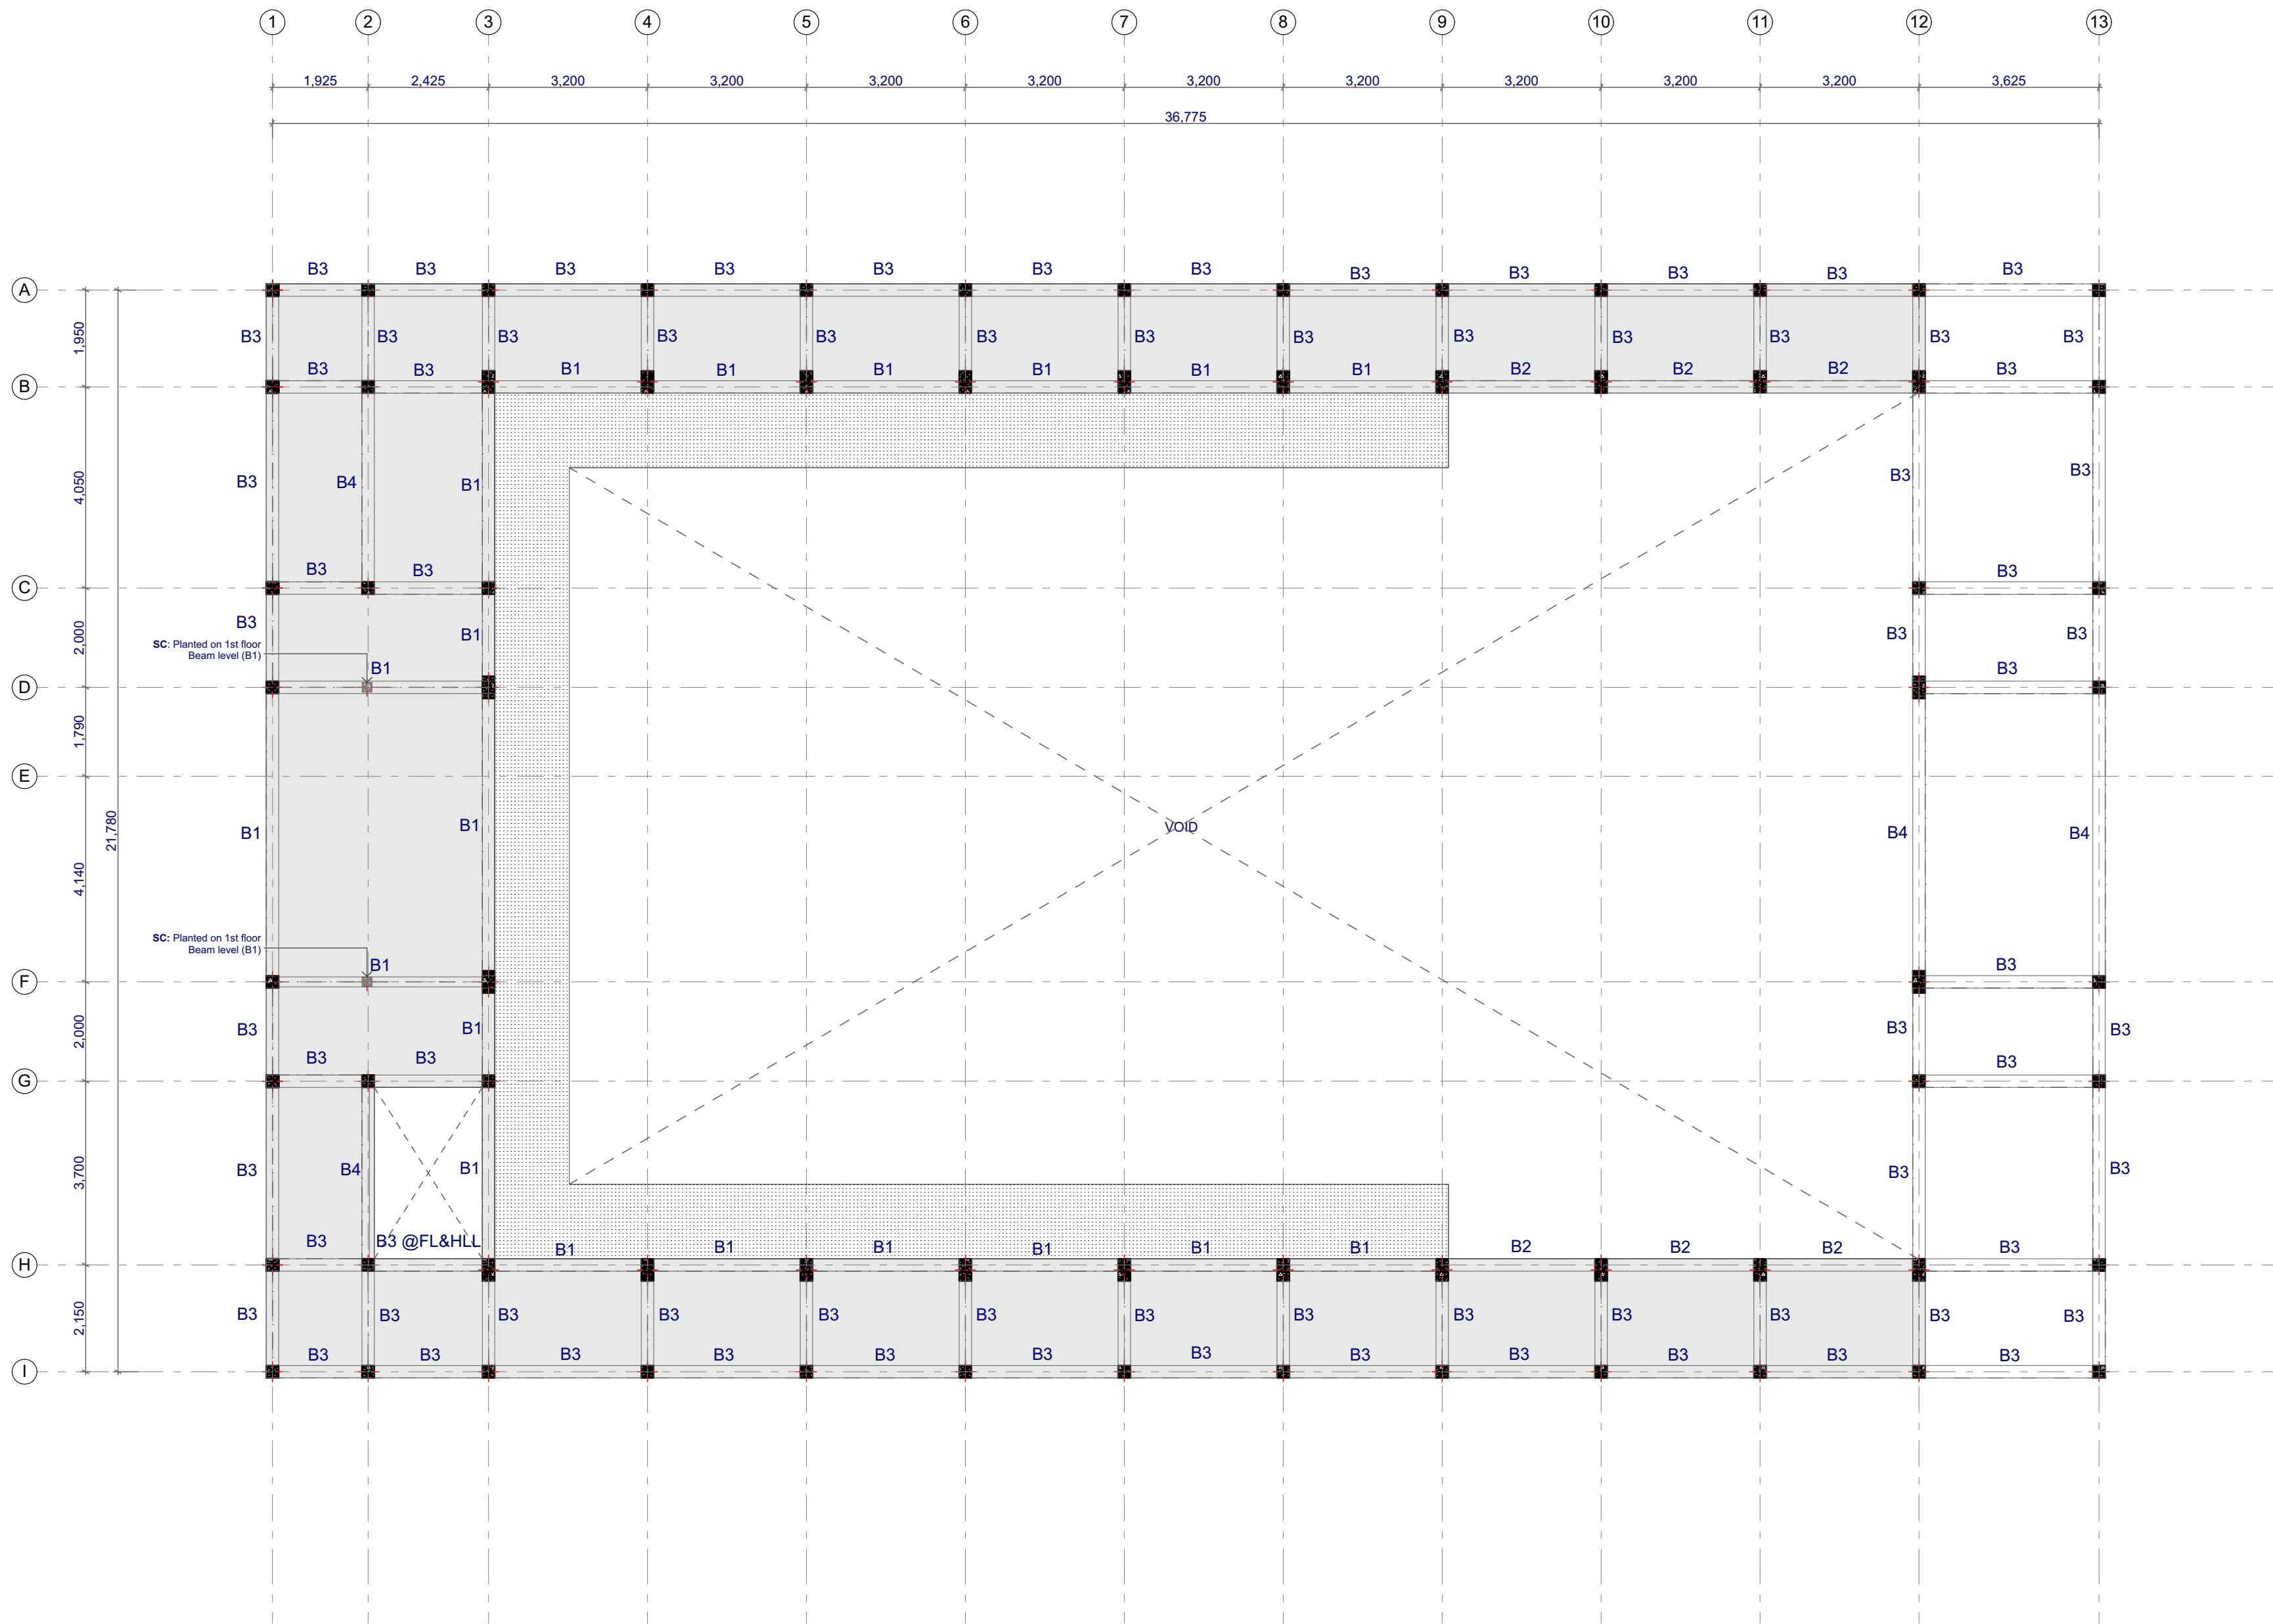 1 2 3 4 5 6 7 8 9 10 11 12 13
1,925 2,425 3,200 3,200 3,200 3,200 3,200 3,200 3,200 3,200 3,200 3,625
36,775
B3 B3 B3 B3 B3 B3 B3 B3 B3 B3 B3 B3
A
1,950
B3 B3 B3 B3 B3 B3 B3 B3 B3 B3 B3 B3 B3
B3 B3 B1 B1 B1 B1 B1 B1 B2 B2 B2 B3
B
4,050
B3 B4 B1 B3 B3
B3 B3 B3
C
B3
2,000
B1 B3 B3
SC: Planted on 1st floor
Beam level (B1)
B1 B3
D
1,790
E
21,780
B1 B1 VOID B4 B4
4,140
SC: Planted on 1st floor
Beam level (B1)
B1 B3
F
2,000
B3 B1 B3 B3
B3 B3 B3
G
3,700
B3 B4 B1 B3 B3
B3 B3 @FL&HLL B1 B1 B1 B1 B1 B1 B2 B2 B2 B3
H
2,150
B3 B3 B3 B3 B3 B3 B3 B3 B3 B3 B3 B3 B3
B3 B3 B3 B3 B3 B3 B3 B3 B3 B3 B3 B3
I